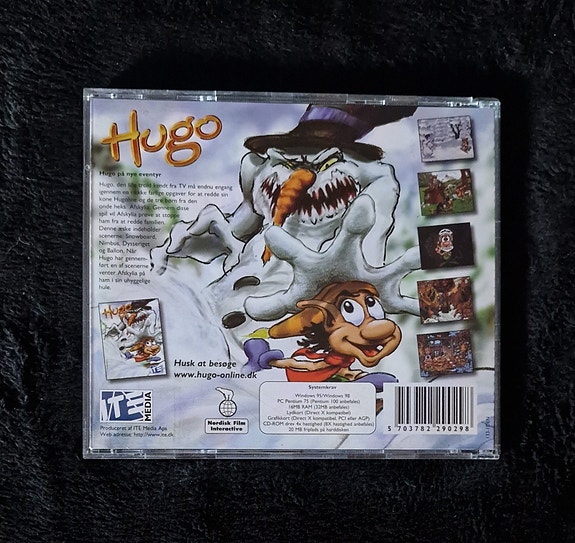 Hugo
Hugo på nye eventyr
Hugo, den lille trold kendt fra TV må endnu engang
igennem en række farlige opgaver for at redde sin
kone Hugoline og de tre børn fra den
onde heks Afskylia. Gennem disse
spil vil Afskylia prøve at stoppe
ham fra at redde familien.
Denne æske indeholder
scenerne: Snowboard,
Nimbus, Dyssegget
og Ballon. Når
Hugo har gennem-
ført en af scenerne
venter Afskylia på
ham i sin uhyggelige
hule.
Hugo
Husk at besøge
www.hugo-online.dk
ITE
MEDIA
Produceret af ITE Media Aps
Web adresse: http://www.ite.dk
Nordisk Film
Interactive
Systemkrav
Windows 95/Windows 98
PC Pentium 75 (Pentium 100 anbefales)
16MB RAM (32MB anbefales)
Lydkort (Direct X kompatibel)
Grafikkort (Direct X kompatibel, PCI eller AGP)
CD-ROM drev 4x hastighed (8X hastighed anbefales)
20 MB friplads på harddisken
5 703782 290298